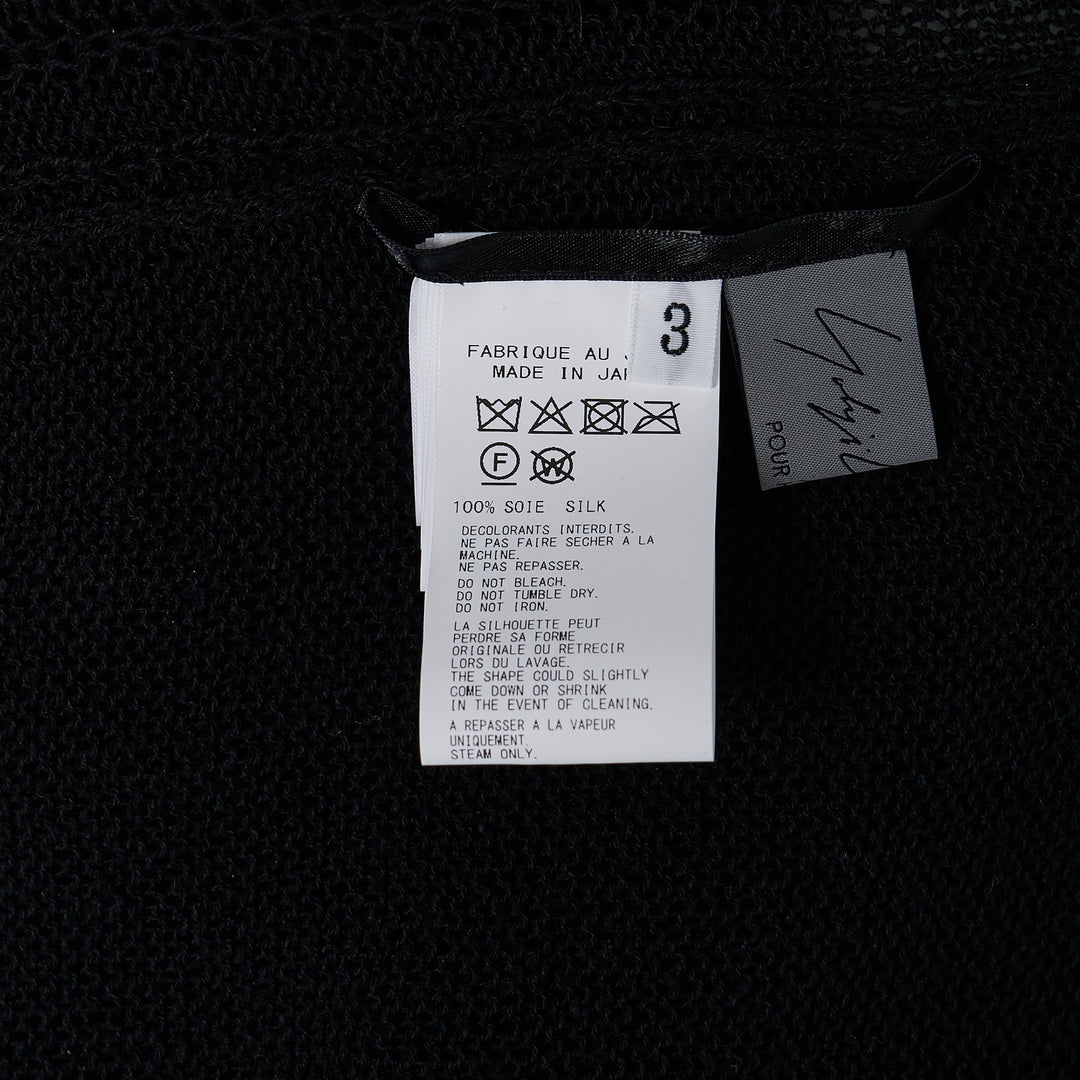 3
FABRIQUE AU
MADE IN
F
W
100% SOIE SILK
DECOLORANTS INTERDITS.
NE PAS FAIRE SECHER A LA
MACHINE.
NE PAS REPASSER.
DO NOT BLEACH.
DO NOT TUMBLE DRY.
DO NOT IRON.
LA SILHOUETTE PEUT
PERDRE SA FORME
ORIGINALE OU RETRECIR
LORS DU LAVAGE.
THE SHAPE COULD SLIGHTLY
COME DOWN OR SHRINK
IN THE EVENT OF CLEANING.
A REPASSER A LA VAPEUR
UNIQUEMENT.
STEAM ONLY.
POUR